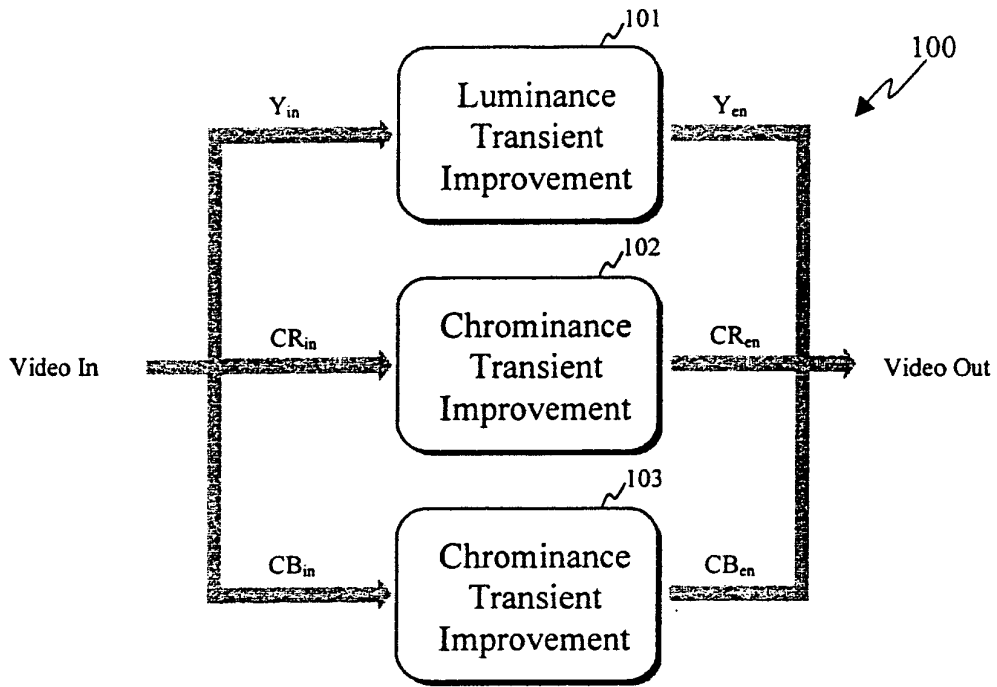 101
100
Y_in
Luminance
Transient
Improvement
Y_en
102
Video In
CR_in
Chrominance
Transient
Improvement
CR_en
Video Out
103
CB_in
Chrominance
Transient
Improvement
CB_en